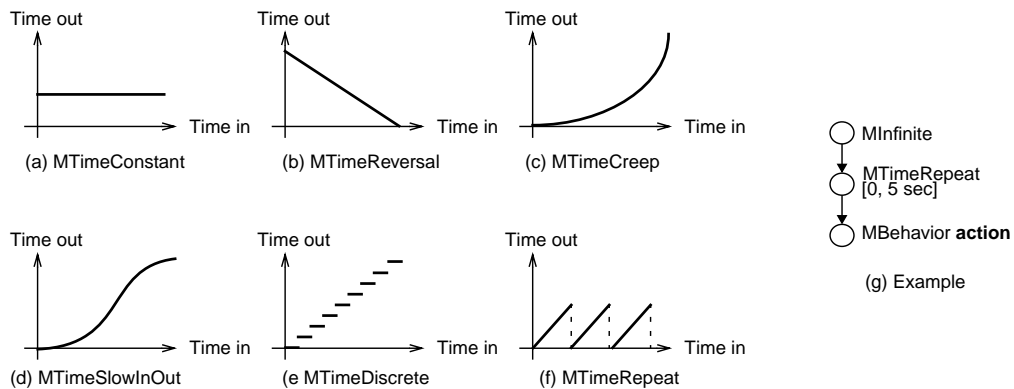 Time out
Time in
(a) MTimeConstant
Time out
Time in
(b) MTimeReversal
Time out
Time in
(c) MTimeCreep
MInfinite
MTimeRepeat
[0, 5 sec]
MBehavior action
(g) Example
Time out
Time in
(d) MTimeSlowInOut
Time out
Time in
(e MTimeDiscrete
Time out
Time in
(f) MTimeRepeat